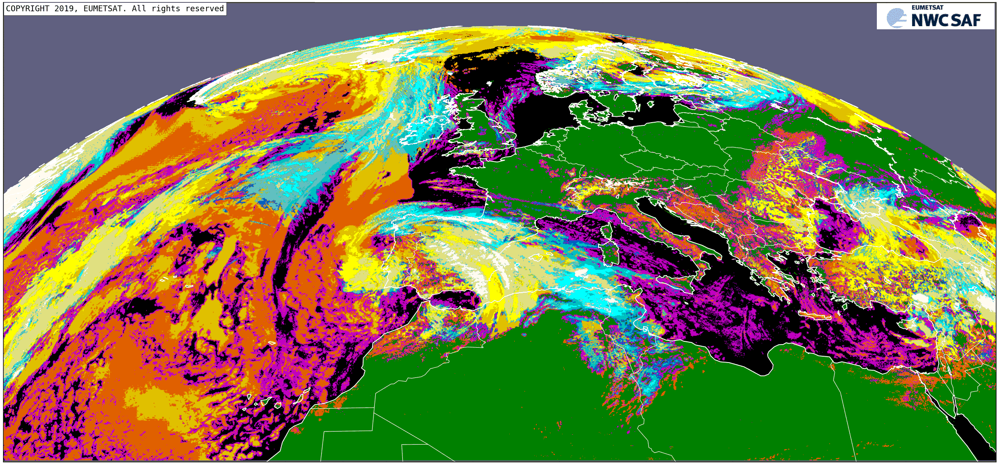 COPYRIGHT 2019, EUMETSAT. All rights reserved
EUMETSAT
NWC SAF